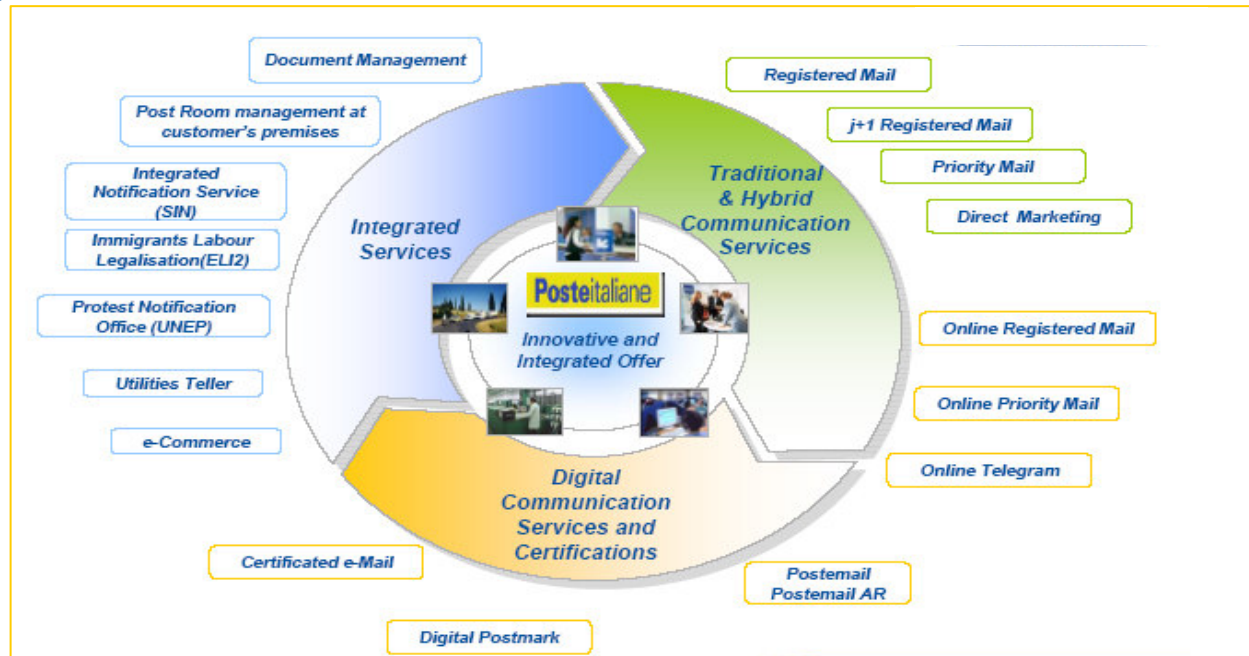 Document Management
Post Room management at
customer's premises
Integrated
Notification Service
(SIN)
Immigrants Labour
Legalisation(ELI2)
Protest Notification
Office (UNEP)
Utilities Teller
e-Commerce
Integrated
Services
Traditional
& Hybrid
Communication
Services
Registered Mail
j+1 Registered Mail
Priority Mail
Direct Marketing
Posteitaliane
Innovative and
Integrated Offer
Online Registered Mail
Online Priority Mail
Online Telegram
Digital
Communication
Services and
Certifications
Certificated e-Mail
Postemail
Postemail AR
Digital Postmark